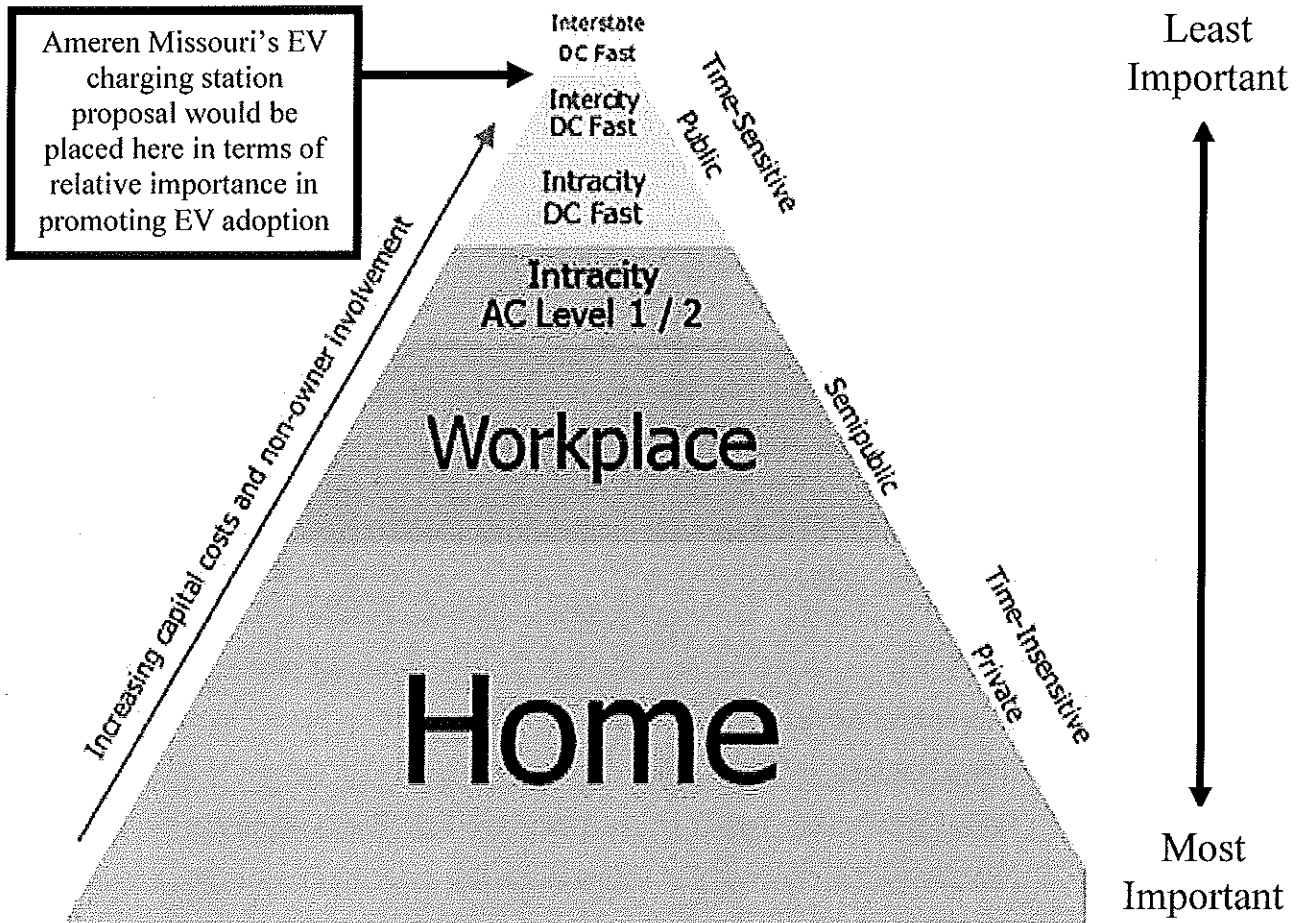 Ameren Missouri's EV
charging station
proposal would be
placed here in terms of
relative importance in
promoting EV adoption
Interstate
DC Fast
Intercity
DC Fast
Intracity
DC Fast
Intracity
AC Level 1 / 2
Workplace
Home
Increasing capital costs and non-owner involvement
Time-Sensitive
Public
Semipublic
Time-Insensitive
Private
Least
Important
Most
Important